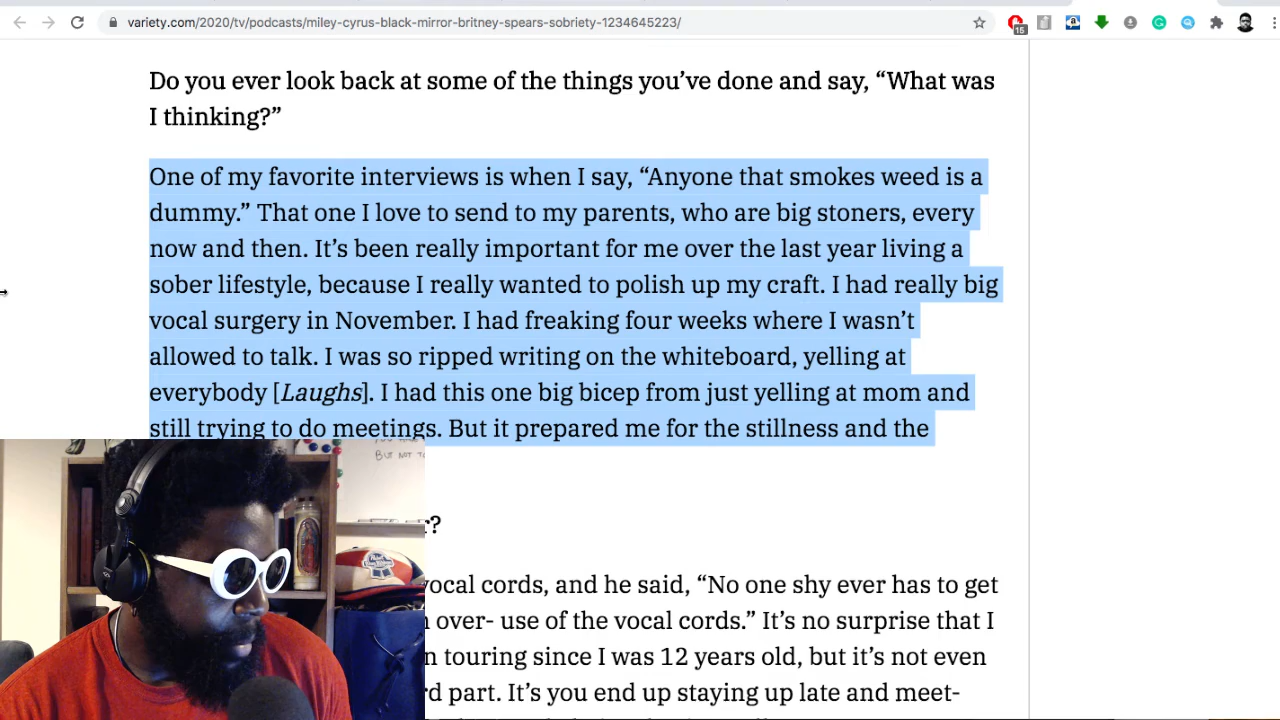 variety.com/2020/tv/podcasts/miley-cyrus-black-mirror-britney-spears-sobriety-1234645223/
15
Do you ever look back at some of the things you’ve done and say, “What was
I thinking?”
One of my favorite interviews is when I say, “Anyone that smokes weed is a
dummy.” That one I love to send to my parents, who are big stoners, every
now and then. It’s been really important for me over the last year living a
sober lifestyle, because I really wanted to polish up my craft. I had really big
vocal surgery in November. I had freaking four weeks where I wasn’t
allowed to talk. I was so ripped writing on the whiteboard, yelling at
everybody [Laughs]. I had this one big bicep from just yelling at mom and
still trying to do meetings. But it prepared me for the stillness and the
BUT NOT
r?
vocal cords, and he said, “No one shy ever has to get
over- use of the vocal cords.” It’s no surprise that I
n touring since I was 12 years old, but it’s not even
rd part. It’s you end up staying up late and meet-